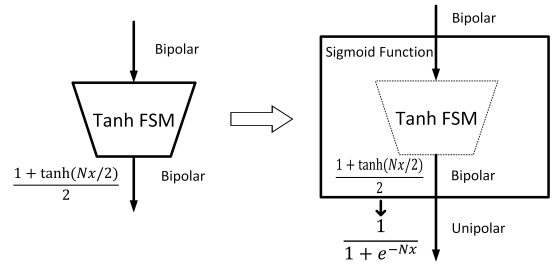 Bipolar
Tanh FSM
(1 + tanh(Nx/2))/2
Bipolar
Bipolar
Sigmoid Function
Tanh FSM
(1 + tanh(Nx/2))/2
Bipolar
Unipolar
1/(1 + e^{-Nx})